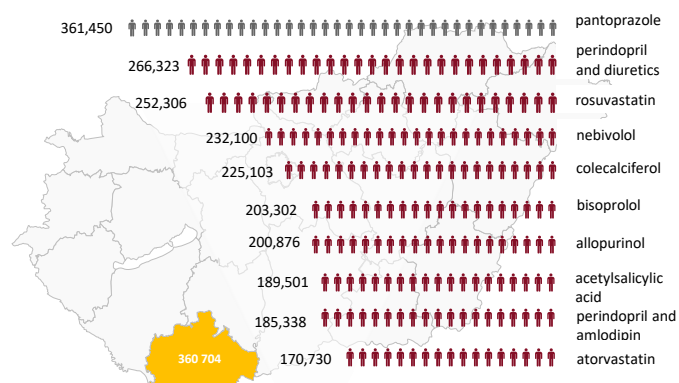 361,450 pantoprazole
266,323 perindopril
and diuretics
252,306 rosuvastatin
232,100 nebivolol
225,103 colecalciferol
203,302 bisoprolol
200,876 allopurinol
189,501 acetylsalicylic
acid
185,338 perindopril and
amlodipin
360 704 170,730 atorvastatin